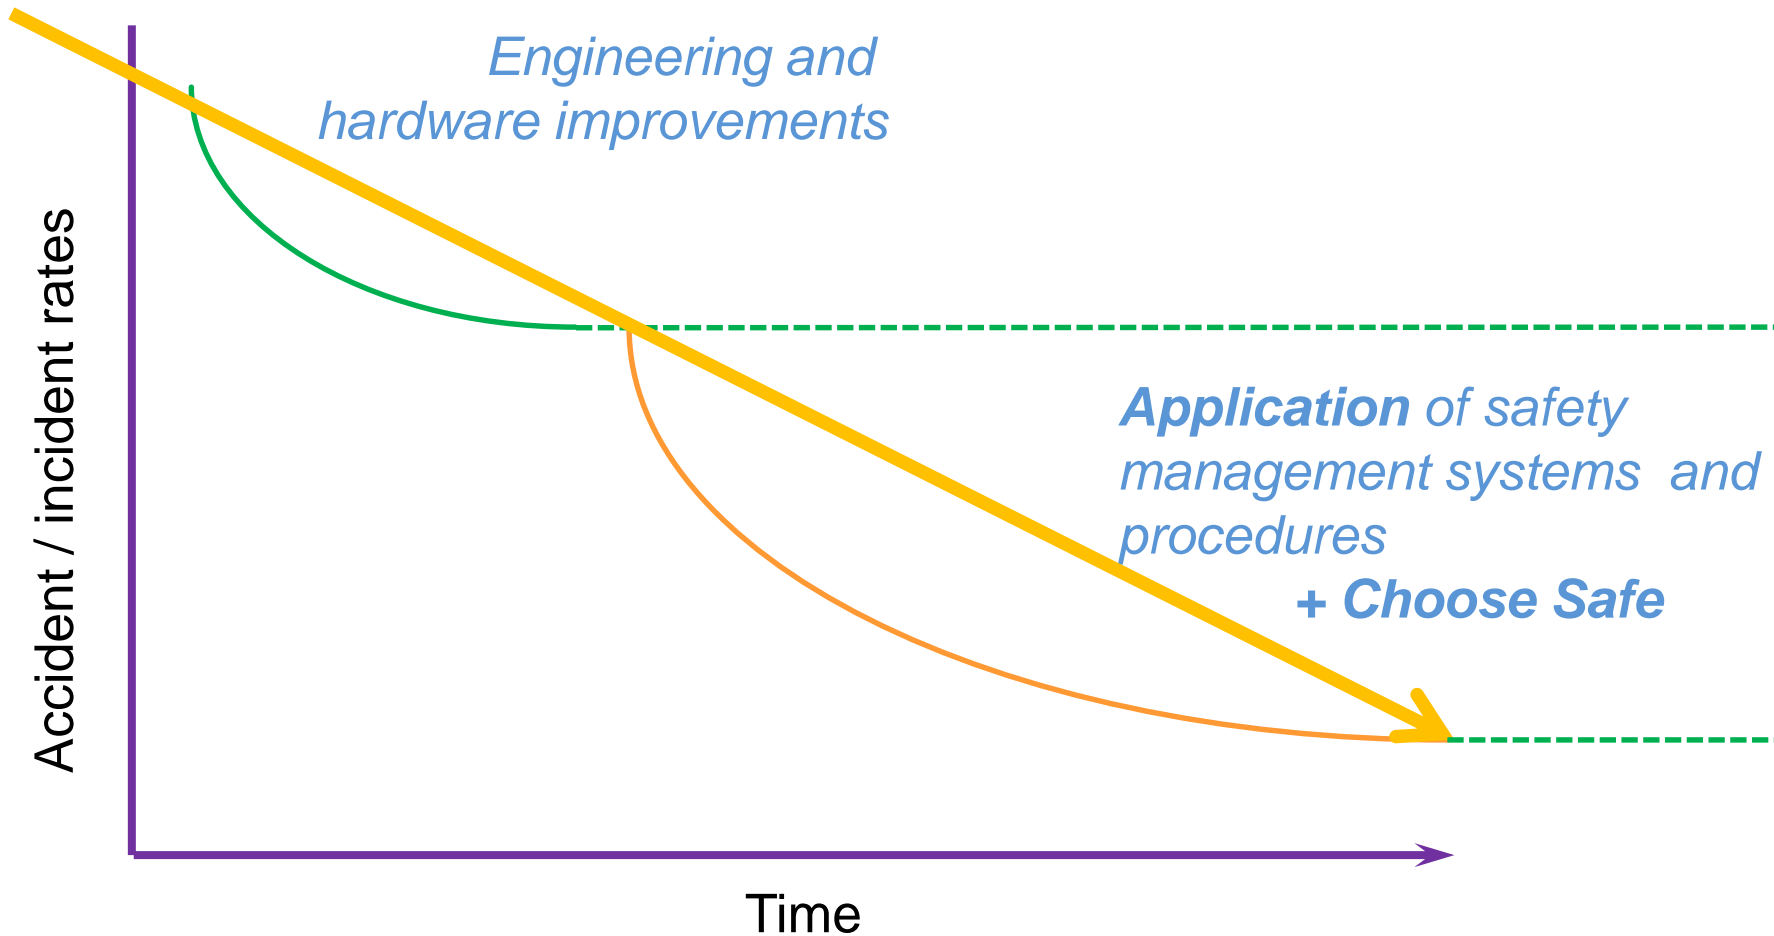 Engineering and
hardware improvements
Accident / incident rates
Application of safety
management systems and
procedures
+ Choose Safe
Time